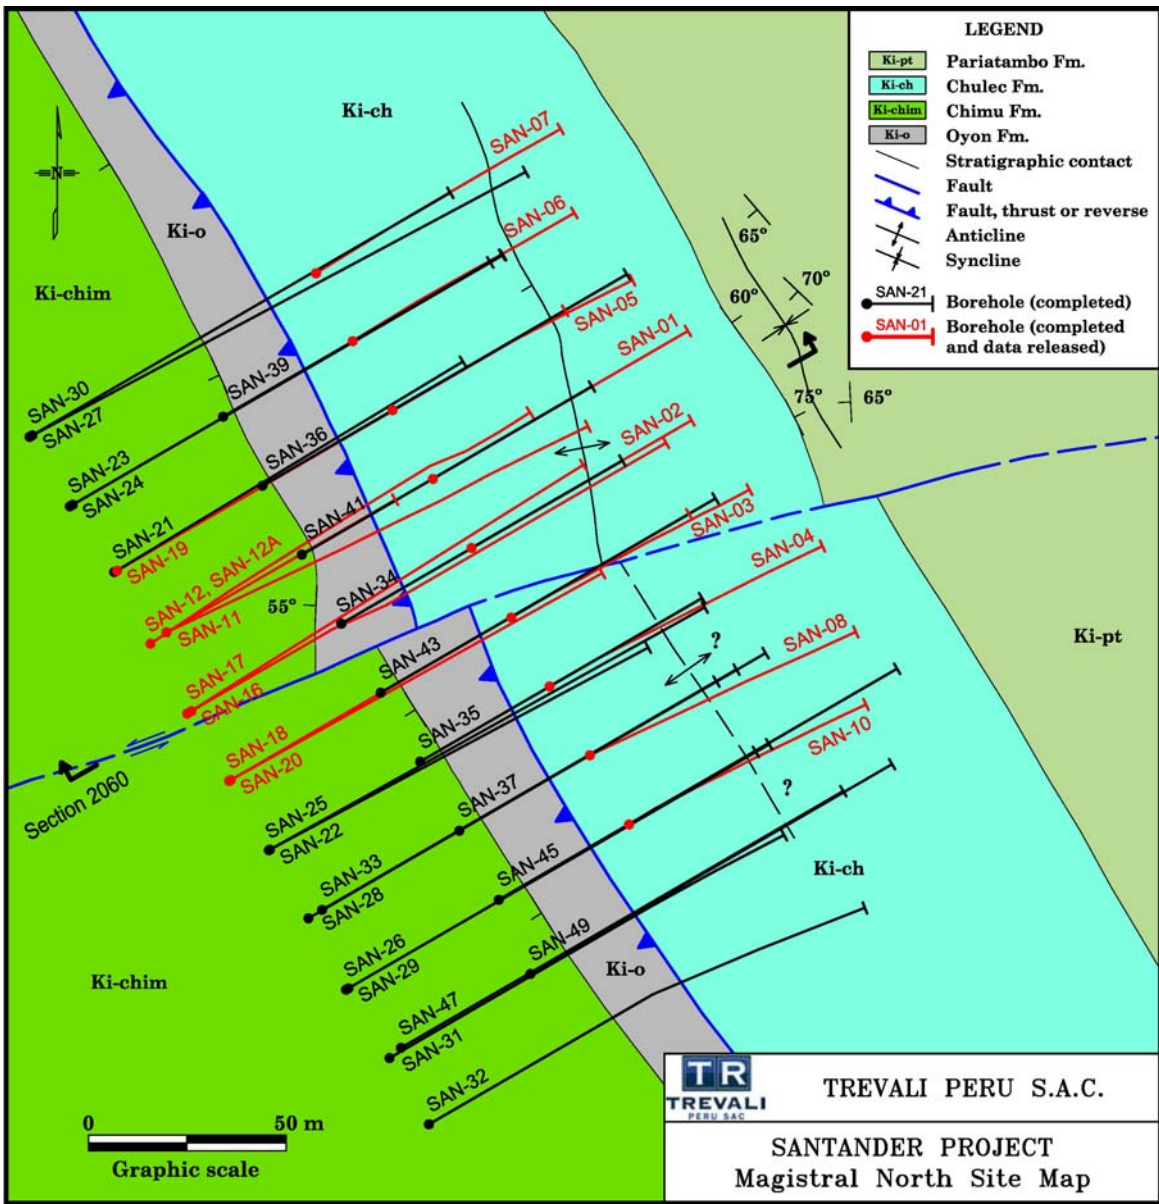 LEGEND
Ki-pt Pariatambo Fm.
Ki-ch Chulec Fm.
Ki-chim Chimu Fm.
Ki-o Oyon Fm.
Stratigraphic contact
Fault
Fault, thrust or reverse
Anticline
Syncline
SAN-21 Borehole (completed)
SAN-01 Borehole (completed
and data released)
Ki-ch
SAN-07
N
SAN-06
65º
Ki-o
70º
Ki-chim
SAN-05
60º
SAN-01
SAN-39
SAN-30
SAN-27
75º
65º
SAN-02
SAN-36
SAN-23
SAN-24
SAN-41
SAN-03
SAN-21
SAN-19
SAN-04
SAN-12, SAN-12A
SAN-11
55º
SAN-34
SAN-08
Ki-pt
SAN-17
SAN-16
SAN-43
?
SAN-18
SAN-20
SAN-35
SAN-10
Section 2060
SAN-25
SAN-22
SAN-37
?
SAN-33
SAN-28
SAN-45
Ki-ch
SAN-26
SAN-29
SAN-49
Ki-chim
Ki-o
SAN-47
SAN-31
SAN-32
0 50 m
Graphic scale
TR
TREVALI
PERU SAC
TREVALI PERU S.A.C.
SANTANDER PROJECT
Magistral North Site Map